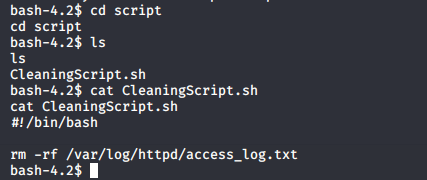 bash-4.2$ cd script
cd script
bash-4.2$ ls
ls
CleaningScript.sh
bash-4.2$ cat CleaningScript.sh
cat CleaningScript.sh
#!/bin/bash
rm -rf /var/log/httpd/access_log.txt
bash-4.2$